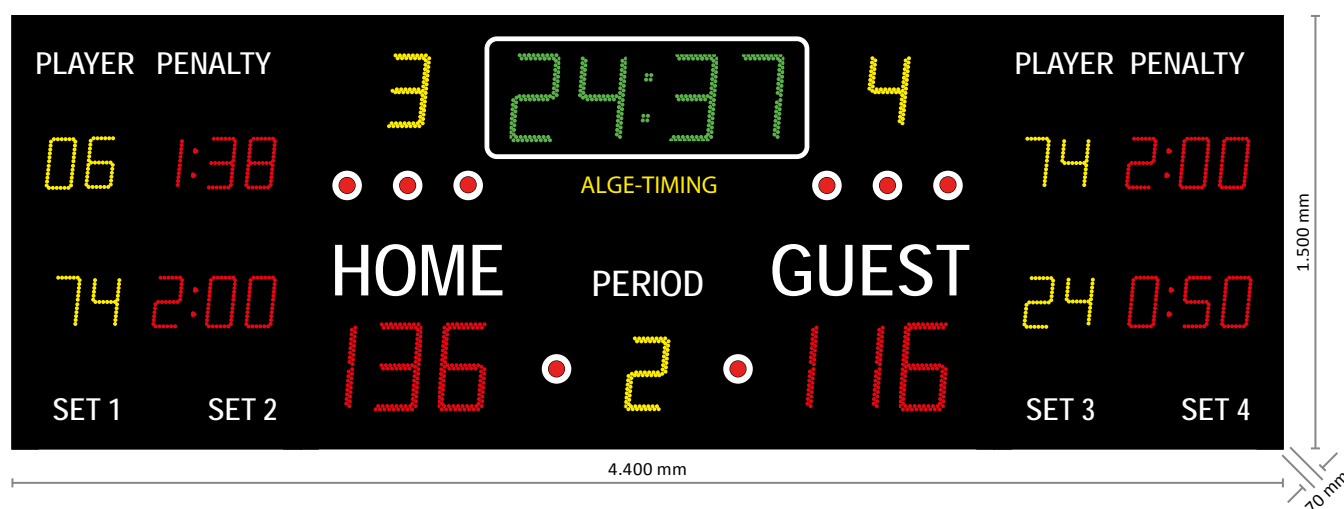 PLAYER PENALTY 3 24:37 4 PLAYER PENALTY
06 1:38 74 2:00
ALGE-TIMING
HOME PERIOD GUEST
74 2:00 24 0:50
136 2 116
SET 1 SET 2 SET 3 SET 4
1.500 mm
4.400 mm
70 mm